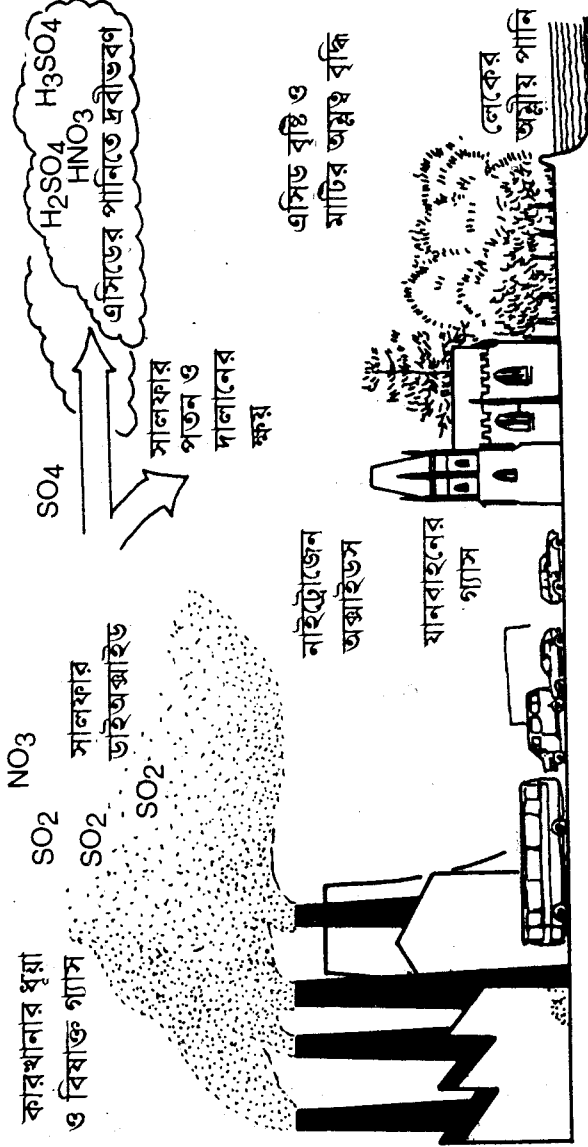 কারখানার ধূয়া
ও বিষাক্ত গ্যাস
NO3
SO2
SO2
SO2
সালফার
ডাইঅক্সাইড
SO4
সালফার
পতন ও
দালানের
ক্ষয়
H2SO4 H3SO4
HNO3
এসিডের পানিতে দ্রবীভবণ
নাইট্রোজেন
অক্সাইডস
যানবাহনের
গ্যাস
এসিড বৃষ্টি ও
মাটির অম্লত্ব বৃদ্ধি
লেকের
অম্লীয় পানি